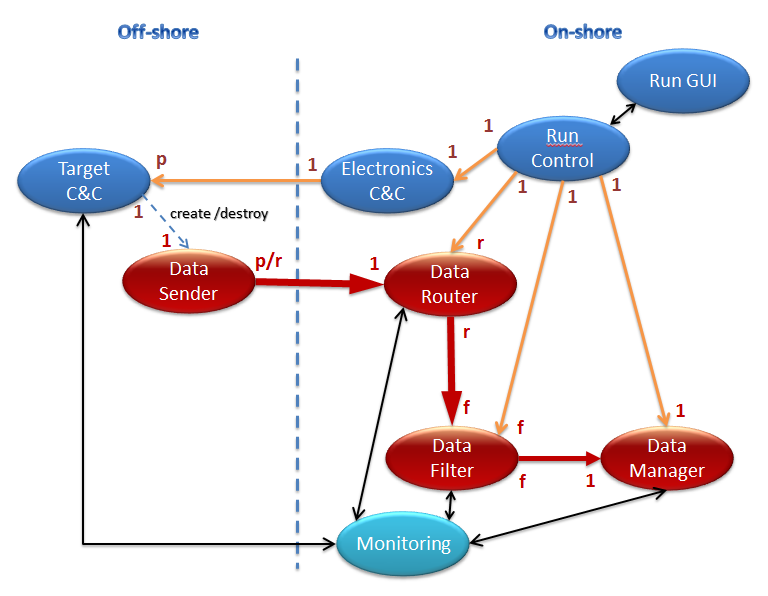 Off-shore
On-shore
Run GUI
1
Run
Control
p
1
1
Target
C&C
Electronics
C&C
1
1
1
1
create /destroy
1
1
r
Data
Sender
p/r
1
Data
Router
r
f
f
1
Data
Filter
f
1
Data
Manager
Monitoring